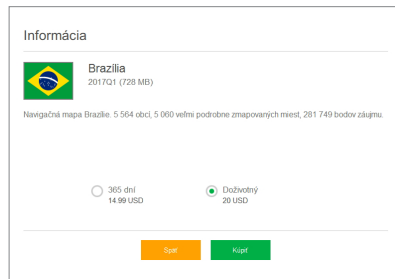 Informácia
Brazília
2017Q1 (728 MB)
Navigačná mapa Brazílie. 5 564 obcí, 5 060 veľmi podrobne zmapovaných miest, 281 749 bodov záujmu.
365 dní
14.99 USD
Doživotný
20 USD
Späť
Kúpiť